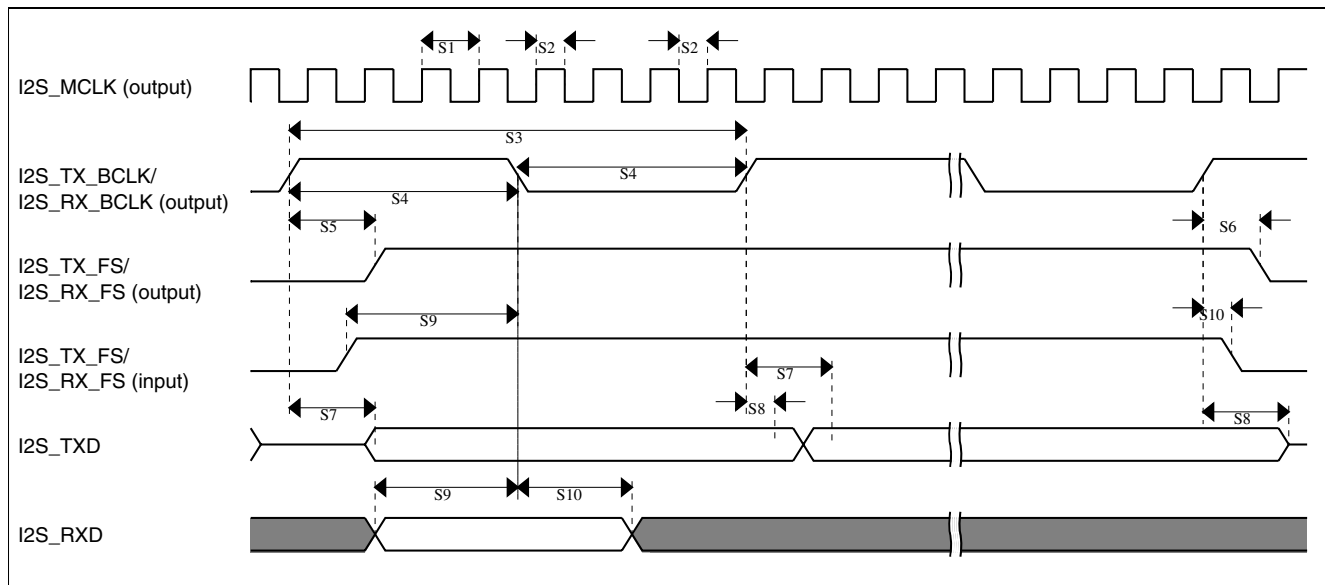 S1 S2 S2
I2S_MCLK (output)
S3
I2S_TX_BCLK/
I2S_RX_BCLK (output)
S4
S4
S5
S6
I2S_TX_FS/
I2S_RX_FS (output)
S9
S10
I2S_TX_FS/
I2S_RX_FS (input)
S7
S7
S8
S8
I2S_TXD
S9 S10
I2S_RXD